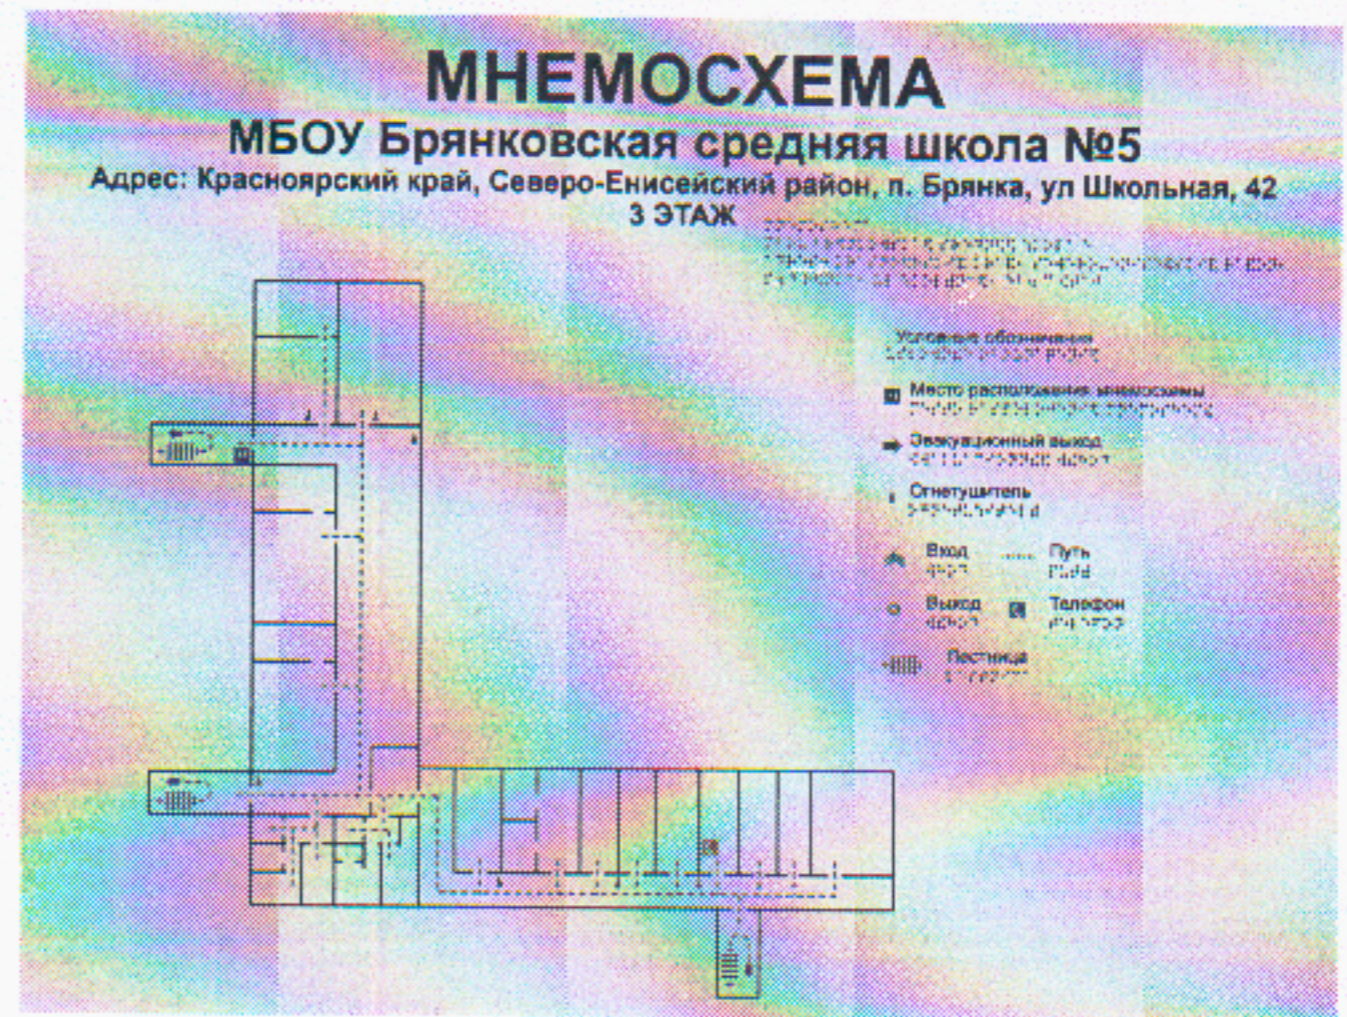 МНЕМОСХЕМА
МБОУ Брянковская средняя школа №5
Адрес: Красноярский край, Северо-Енисейский район, п. Брянка, ул Школьная, 42
3 ЭТАЖ
Условные обозначения
Место расположения мнемосхемы
Эвакуационный выход
Огнетушитель
Вход
Путь
Выход
Телефон
Лестница